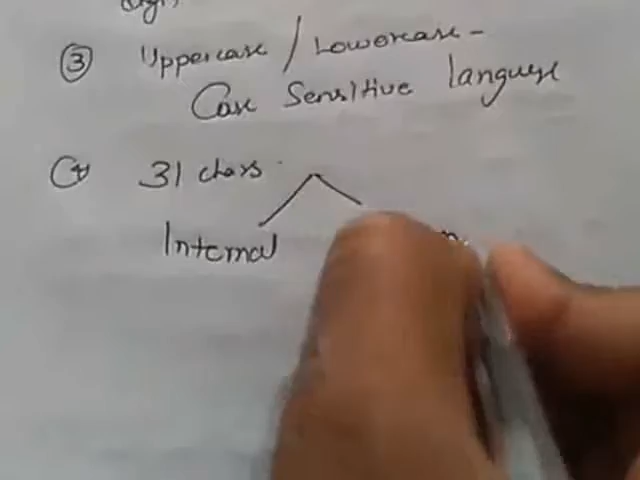 ③ Uppercase / Lowercase -
Case Sensitive language
④ 31 chars
Internal